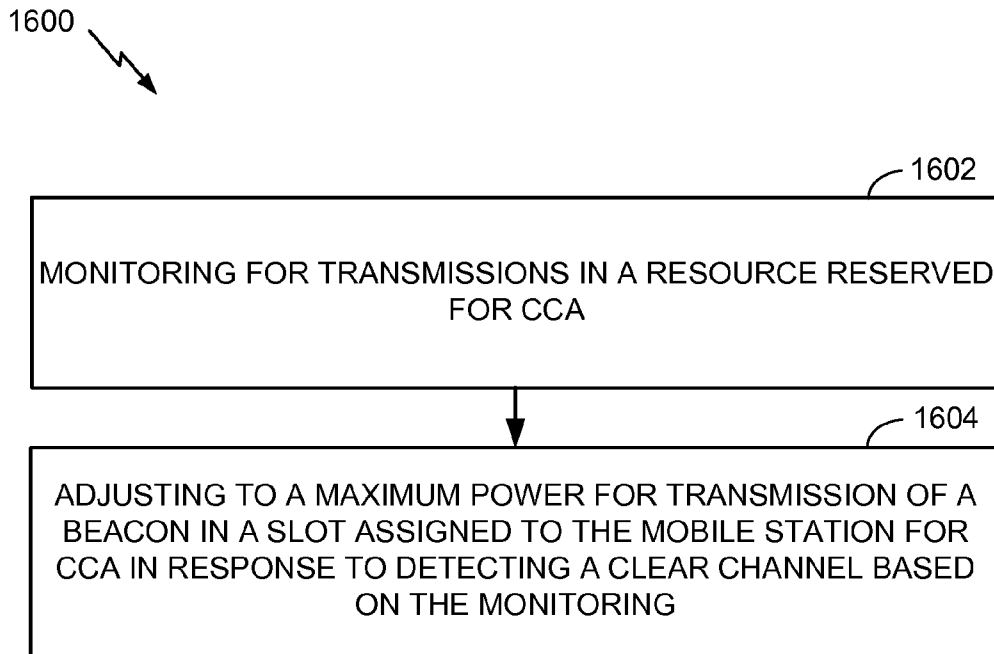 1600
1602
MONITORING FOR TRANSMISSIONS IN A RESOURCE RESERVED
FOR CCA
1604
ADJUSTING TO A MAXIMUM POWER FOR TRANSMISSION OF A
BEACON IN A SLOT ASSIGNED TO THE MOBILE STATION FOR
CCA IN RESPONSE TO DETECTING A CLEAR CHANNEL BASED
ON THE MONITORING